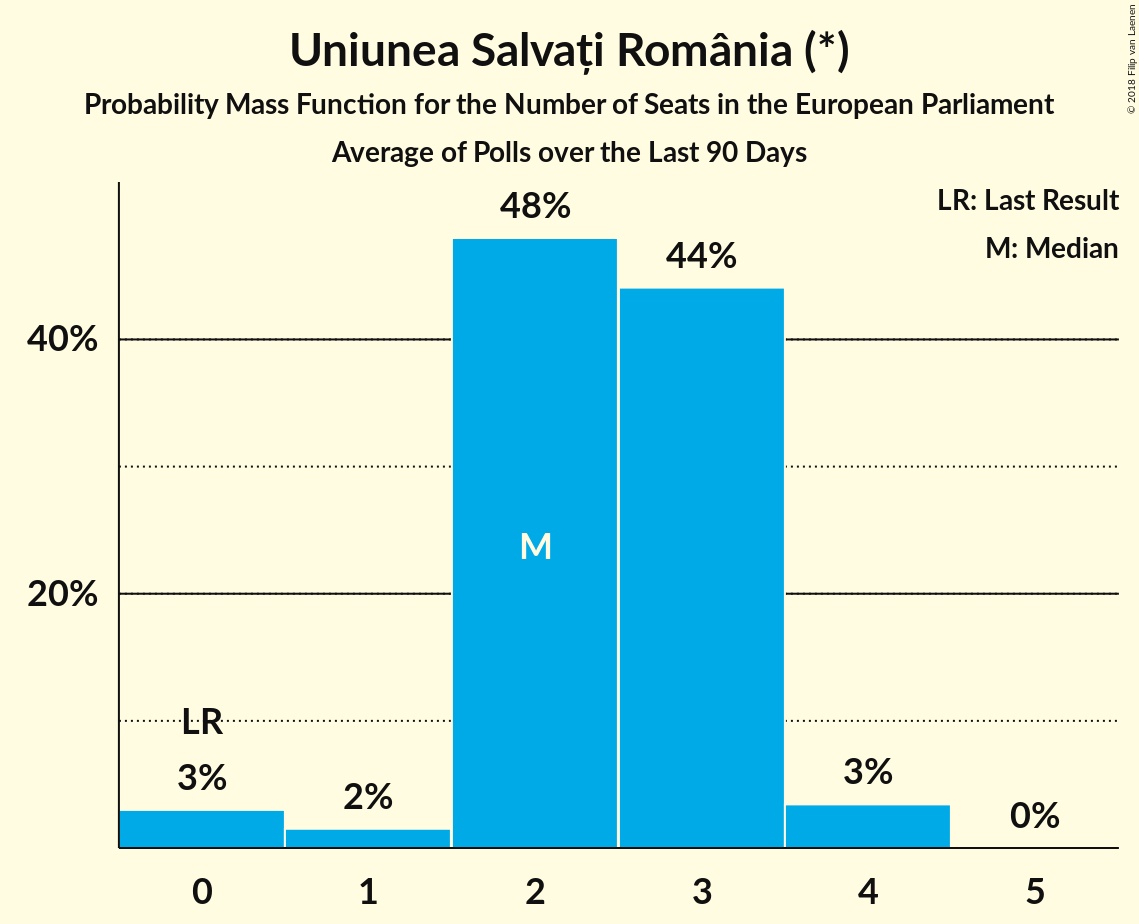 Uniunea Salvați România (*)
Probability Mass Function for the Number of Seats in the European Parliament
Average of Polls over the Last 90 Days
© 2018 Filip van Laenen
LR: Last Result
M: Median
48%
44%
40%
M
20%
LR
3%
2%
3%
0%
0 1 2 3 4 5